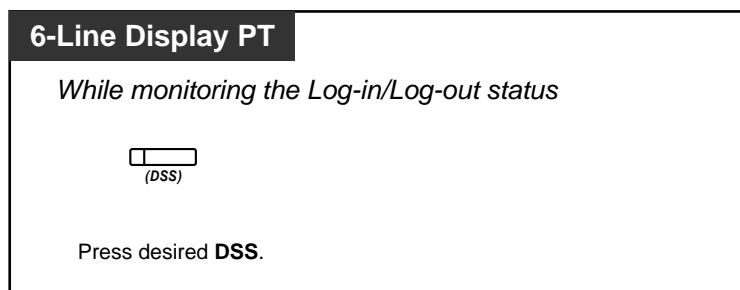 6-Line Display PT
While monitoring the Log-in/Log-out status
(DSS)
Press desired DSS.